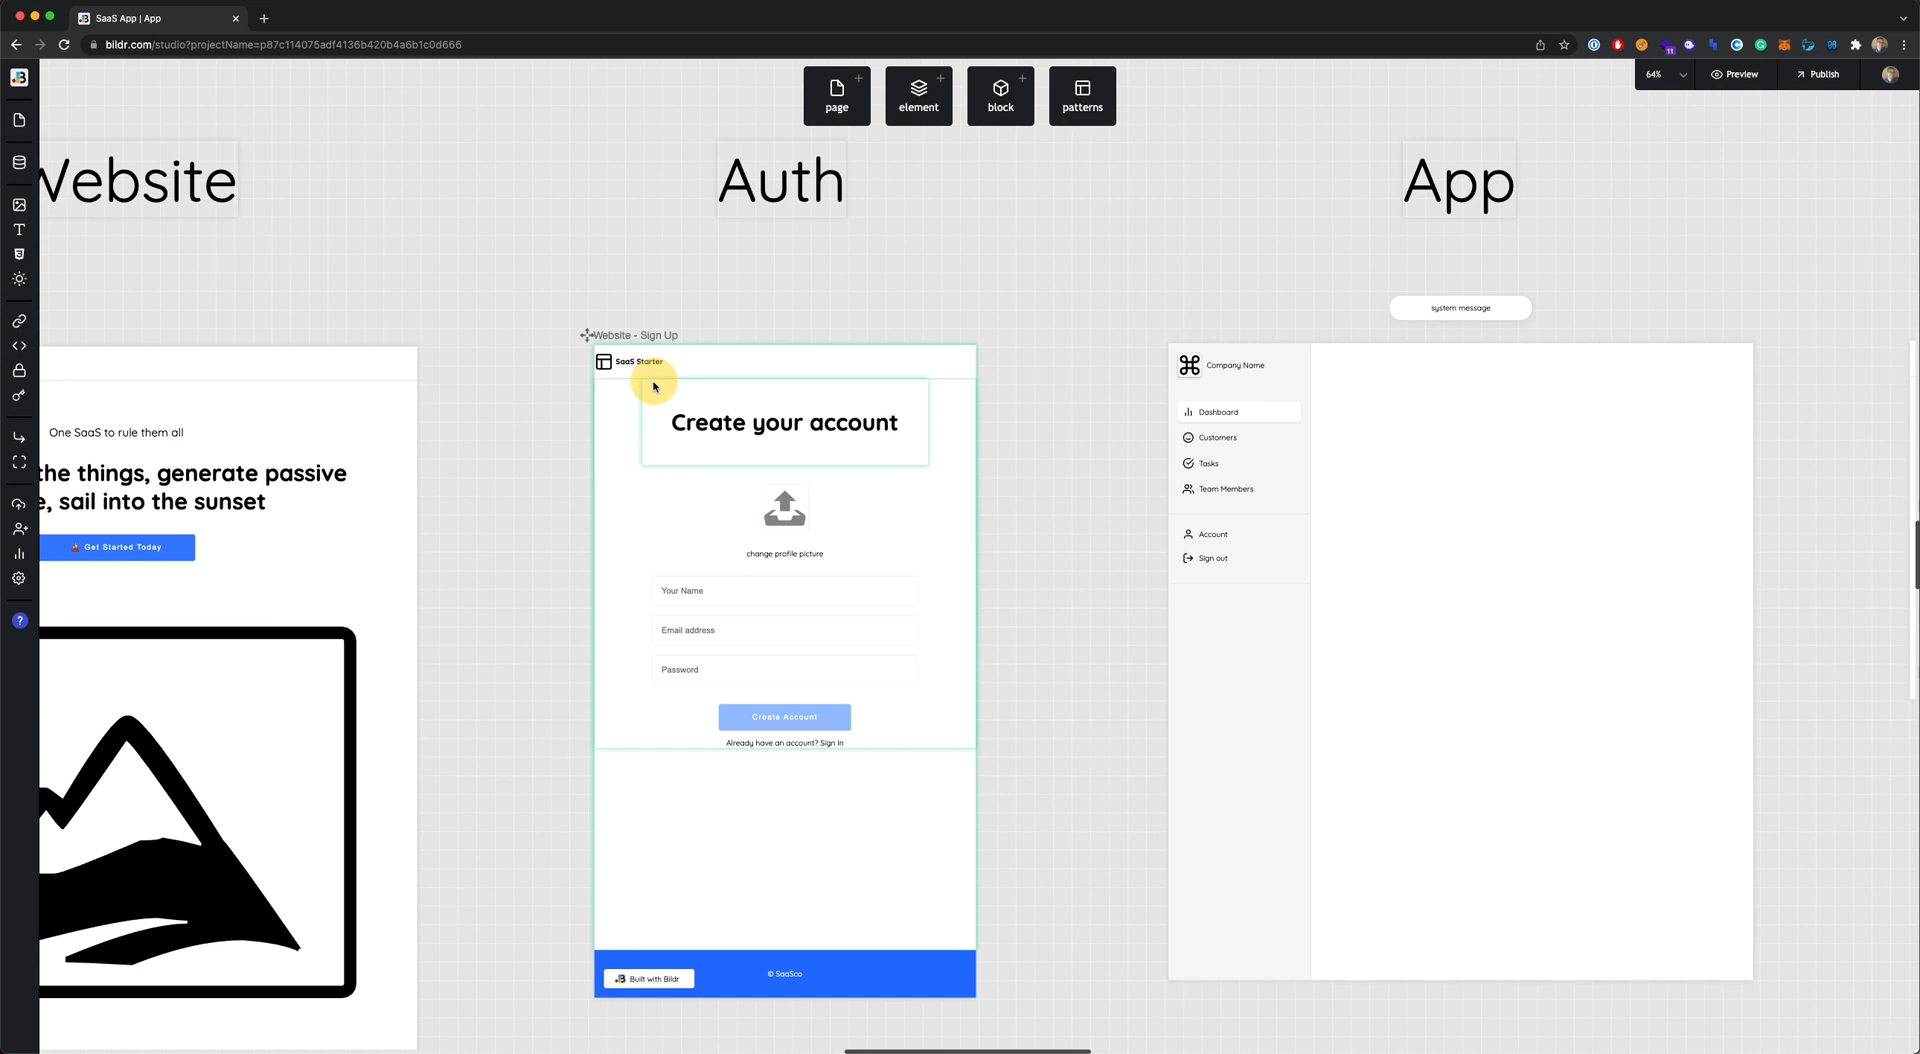 SaaS App | App
bildr.com/studio?projectName=p87c114075adf4136b420b4a6b1c0d666
11
page
element
block
patterns
64%
Preview
Publish
Website
Auth
App
system message
Website - Sign Up
SaaS Starter
Create your account
change profile picture
Your Name
Email address
Password
Create Account
Already have an account? Sign In
Built with Bildr
© SaaSco
One SaaS to rule them all
the things, generate passive
e, sail into the sunset
Get Started Today
Company Name
Dashboard
Customers
Tasks
Team Members
Account
Sign out